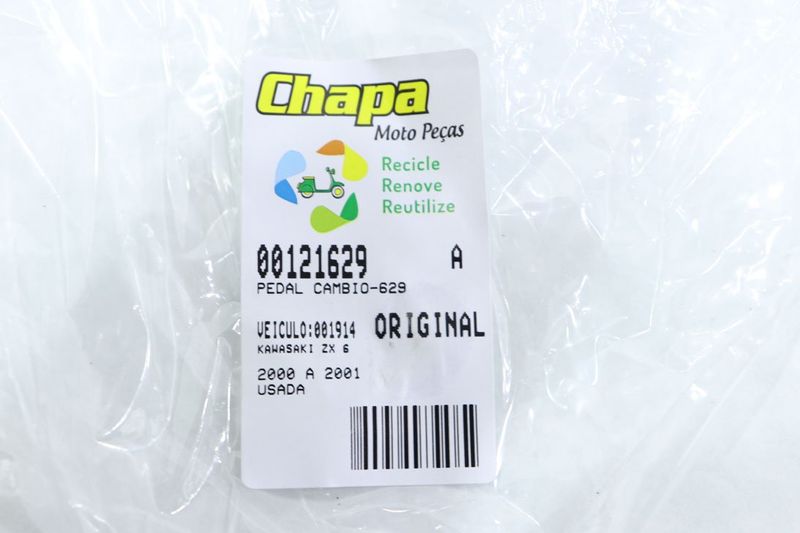 Chapa
Moto Peças
Recicle
Renove
Reutilize
00121629 A
PEDAL CAMBIO-629
VEICULO:001914 ORIGINAL
KAWASAKI ZX 6
2000 A 2001
USADA